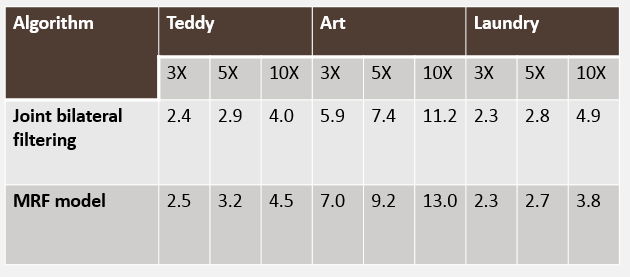 Algorithm Teddy Art Laundry
3X 5X 10X 3X 5X 10X 3X 5X 10X
Joint bilateral 2.4 2.9 4.0 5.9 7.4 11.2 2.3 2.8 4.9
filtering
MRF model 2.5 3.2 4.5 7.0 9.2 13.0 2.3 2.7 3.8